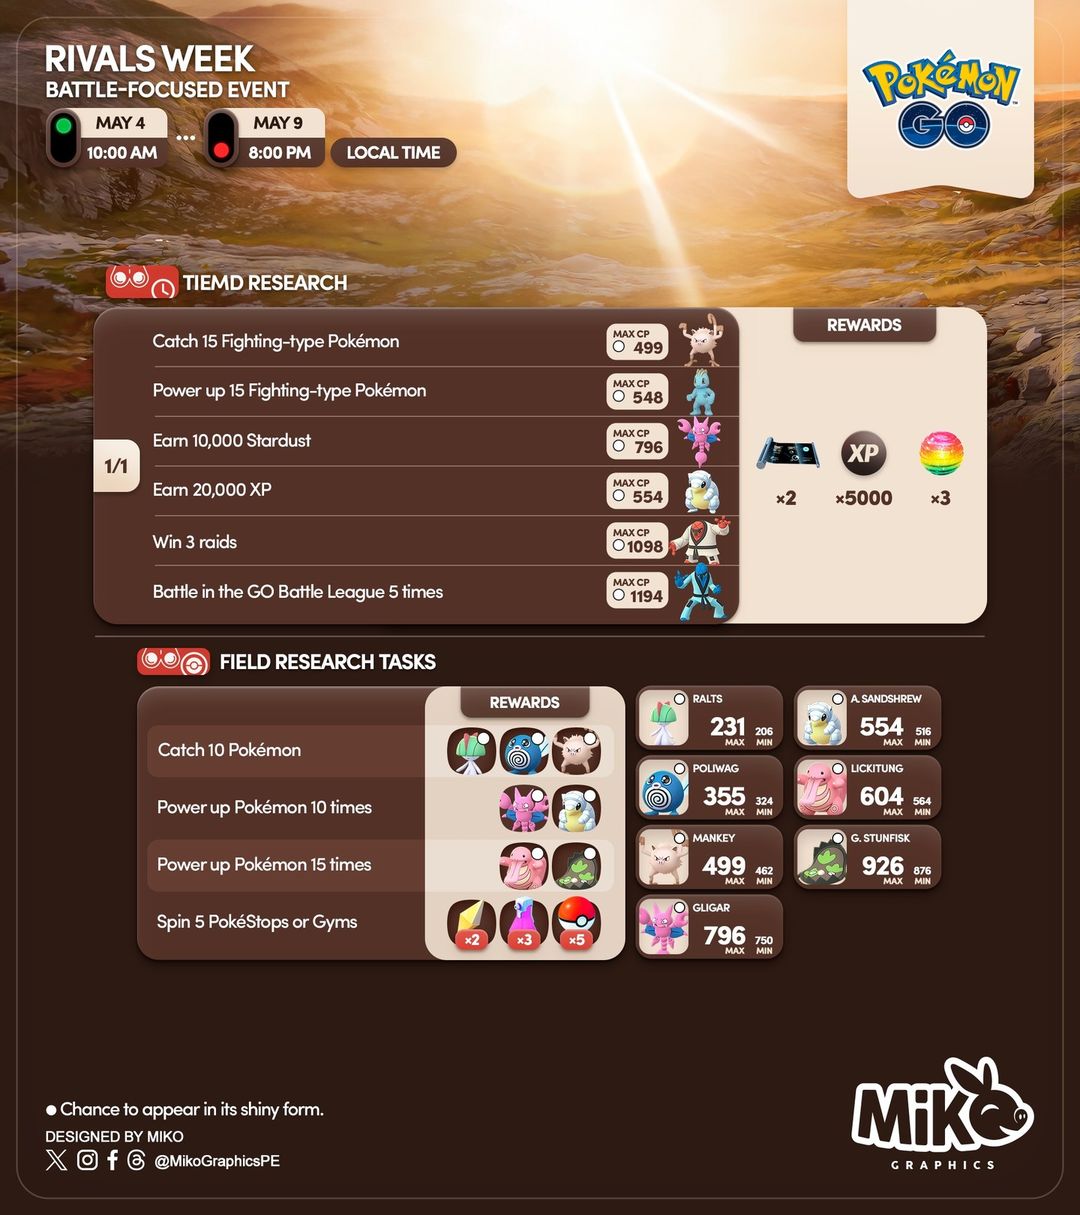 RIVALS WEEK
BATTLE-FOCUSED EVENT
MAY 4
10:00 AM
...
MAY 9
8:00 PM
LOCAL TIME
POKéMON
GO
TIEMD RESEARCH
REWARDS
1/1
Catch 15 Fighting-type Pokémon
MAX CP
499
Power up 15 Fighting-type Pokémon
MAX CP
548
Earn 10,000 Stardust
MAX CP
796
Earn 20,000 XP
MAX CP
554
Win 3 raids
MAX CP
1098
Battle in the GO Battle League 5 times
MAX CP
1194
XP
×2
×5000
×3
FIELD RESEARCH TASKS
REWARDS
Catch 10 Pokémon
Power up Pokémon 10 times
Power up Pokémon 15 times
Spin 5 PokéStops or Gyms
×2
×3
×5
RALTS
231 206
MAX MIN
A. SANDSHREW
554 516
MAX MIN
POLIWAG
355 324
MAX MIN
LICKITUNG
604 564
MAX MIN
MANKEY
499 462
MAX MIN
G. STUNFISK
926 876
MAX MIN
GLIGAR
796 750
MAX MIN
Chance to appear in its shiny form.
DESIGNED BY MIKO
@MikoGraphicsPE
MiKO
GRAPHICS